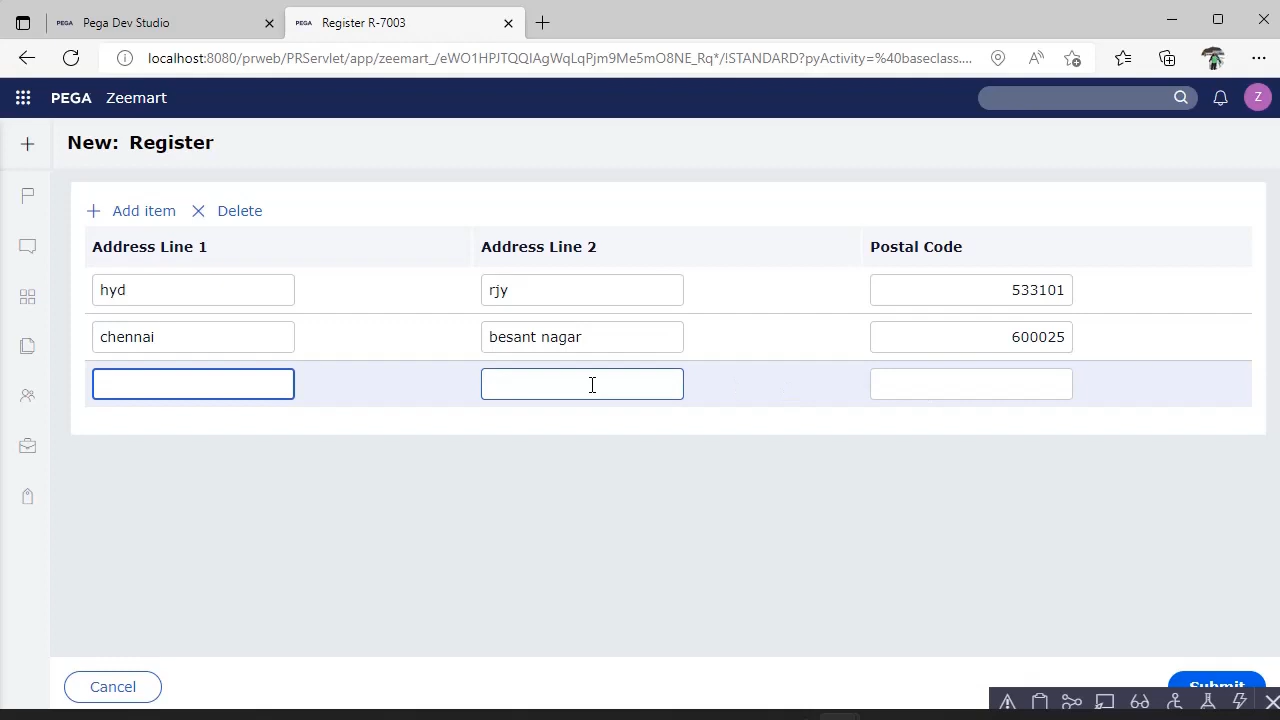 PEGA Pega Dev Studio
PEGA Register R-7003
localhost:8080/prweb/PRServlet/app/zeemart_/eWO1HPJTQQIAgWqLqPjm9Me5mO8NE_Rq*/!STANDARD?pyActivity=%40baseclass....
PEGA Zeemart
Z
New: Register
Add item Delete
Address Line 1 Address Line 2 Postal Code
hyd rjy 533101
chennai besant nagar 600025
Cancel Submit